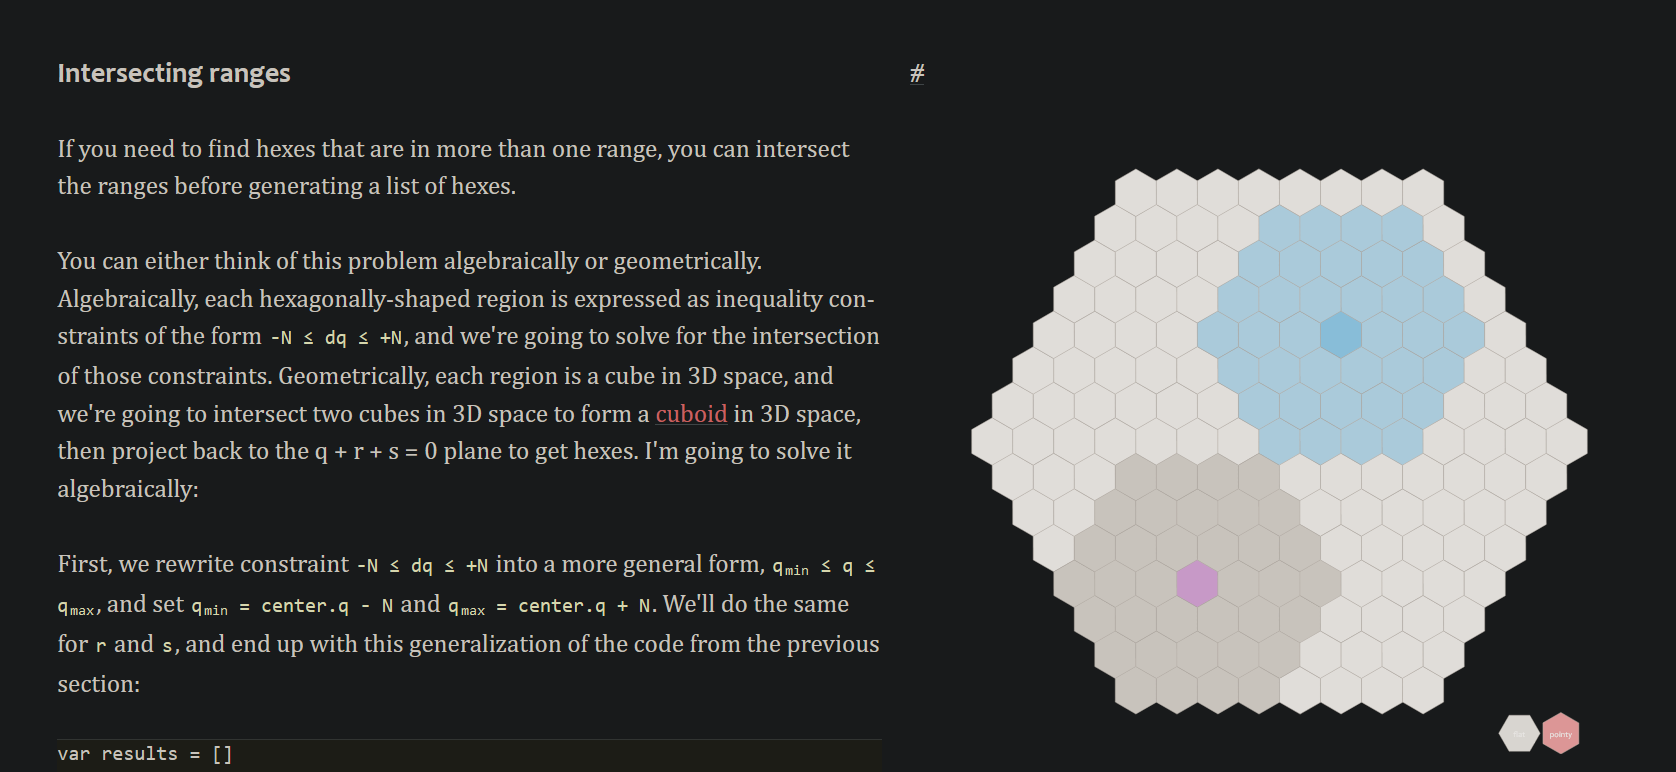 Intersecting ranges
#
If you need to find hexes that are in more than one range, you can intersect
the ranges before generating a list of hexes.
You can either think of this problem algebraically or geometrically.
Algebraically, each hexagonally-shaped region is expressed as inequality con-
straints of the form -N ≤ dq ≤ +N, and we're going to solve for the intersection
of those constraints. Geometrically, each region is a cube in 3D space, and
we're going to intersect two cubes in 3D space to form a cuboid in 3D space,
then project back to the q + r + s = 0 plane to get hexes. I'm going to solve it
algebraically:
First, we rewrite constraint -N ≤ dq ≤ +N into a more general form, qmin ≤ q ≤
qmax, and set qmin = center.q - N and qmax = center.q + N. We'll do the same
for r and s, and end up with this generalization of the code from the previous
section:
var results = []
pointy